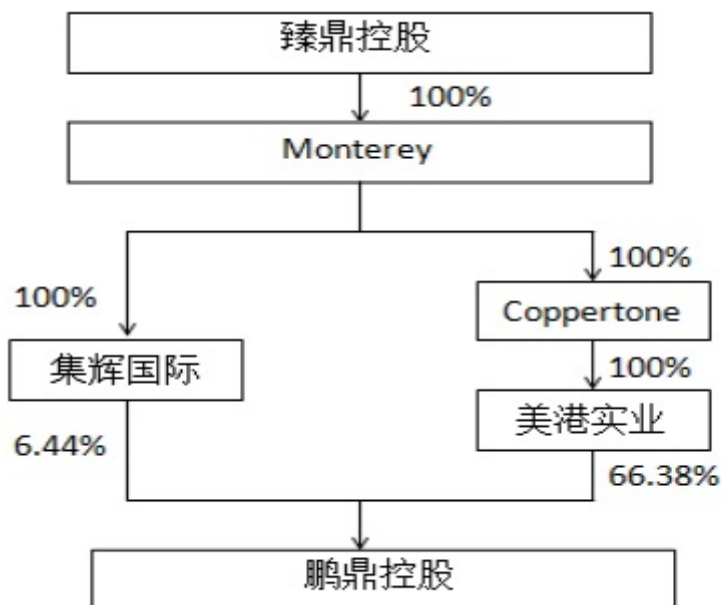 臻鼎控股
100%
Monterey
100%
100%
Coppertone
集辉国际
100%
美港实业
6.44%
66.38%
鹏鼎控股